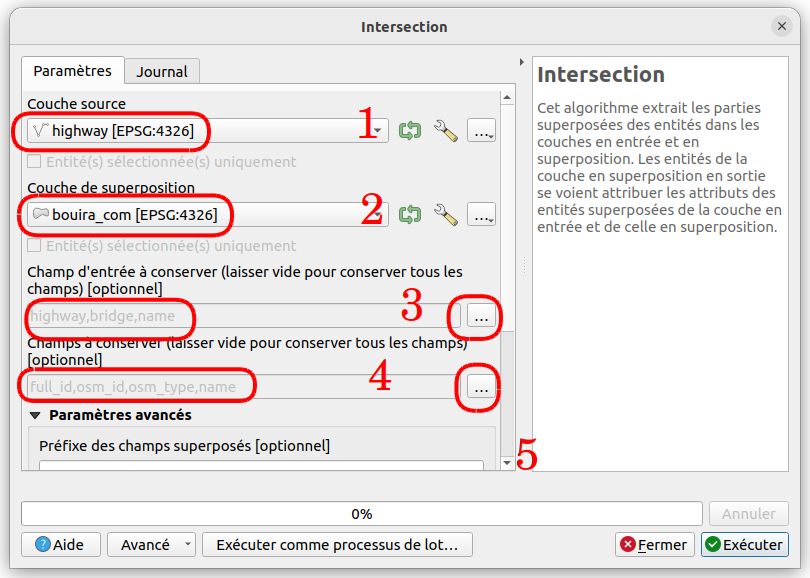 Intersection
Paramètres
Journal
Couche source
highway [EPSG:4326]
1
...
Entité(s) sélectionnée(s) uniquement
Couche de superposition
bouira_com [EPSG:4326]
2
...
Entité(s) sélectionnée(s) uniquement
Champ d'entrée à conserver (laisser vide pour conserver tous les
champs) [optionnel]
highway,bridge,name
3
...
Champs à conserver (laisser vide pour conserver tous les champs)
[optionnel]
full_id,osm_id,osm_type,name
4
...
Paramètres avancés
Préfixe des champs superposés [optionnel]
5
Intersection
Cet algorithme extrait les parties
superposées des entités dans les
couches en entrée et en
superposition. Les entités de la
couche en superposition en sortie
se voient attribuer les attributs des
entités superposées de la couche en
entrée et de celle en superposition.
0%
Annuler
Aide
Avancé
Exécuter comme processus de lot…
Fermer
Exécuter